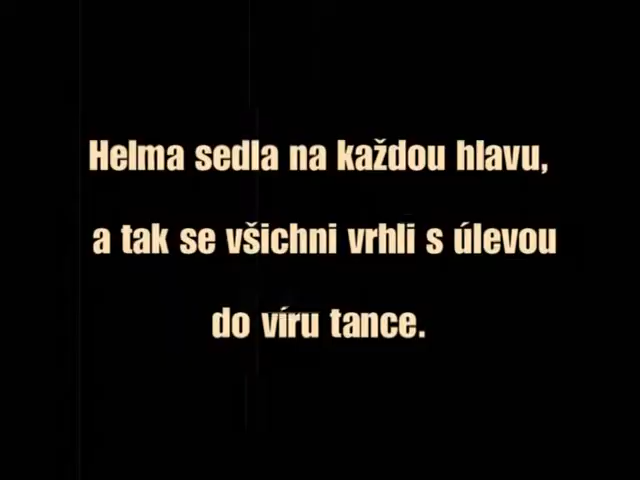 Helma sedla na každou hlavu,
a tak se všichni vrhli s úlevou
do víru tance.